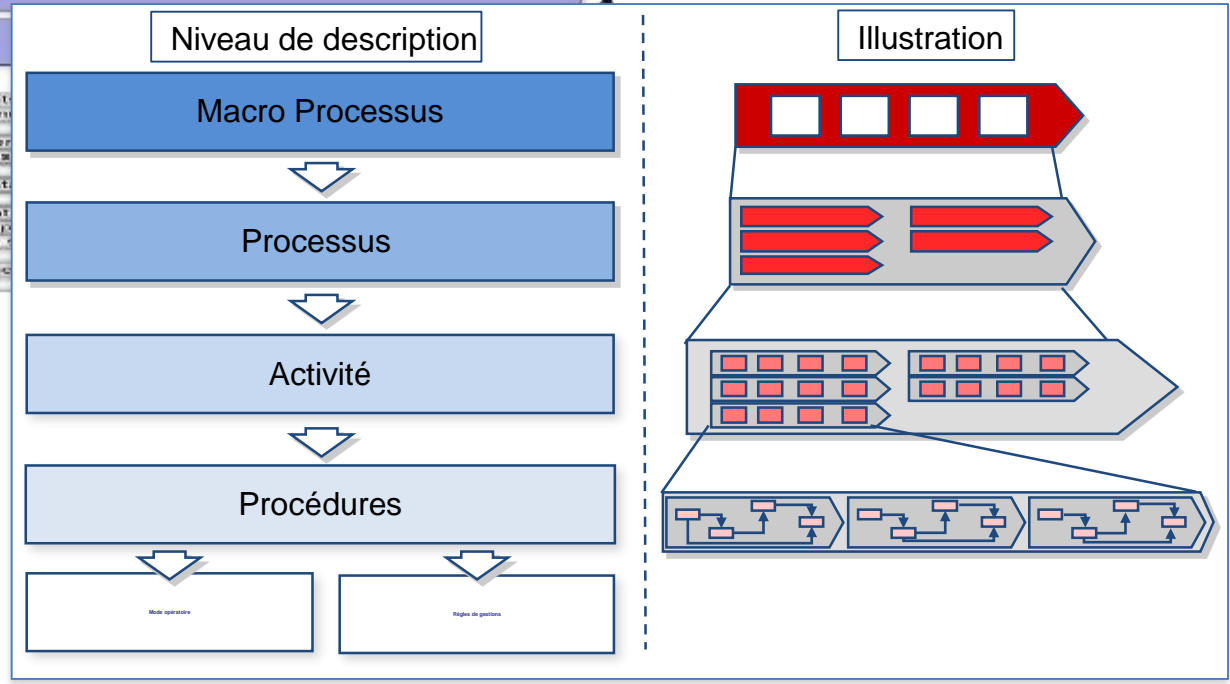 Niveau de description
Illustration
Macro Processus
Processus
Activité
Procédures
Mode opératoire
Règles de gestions